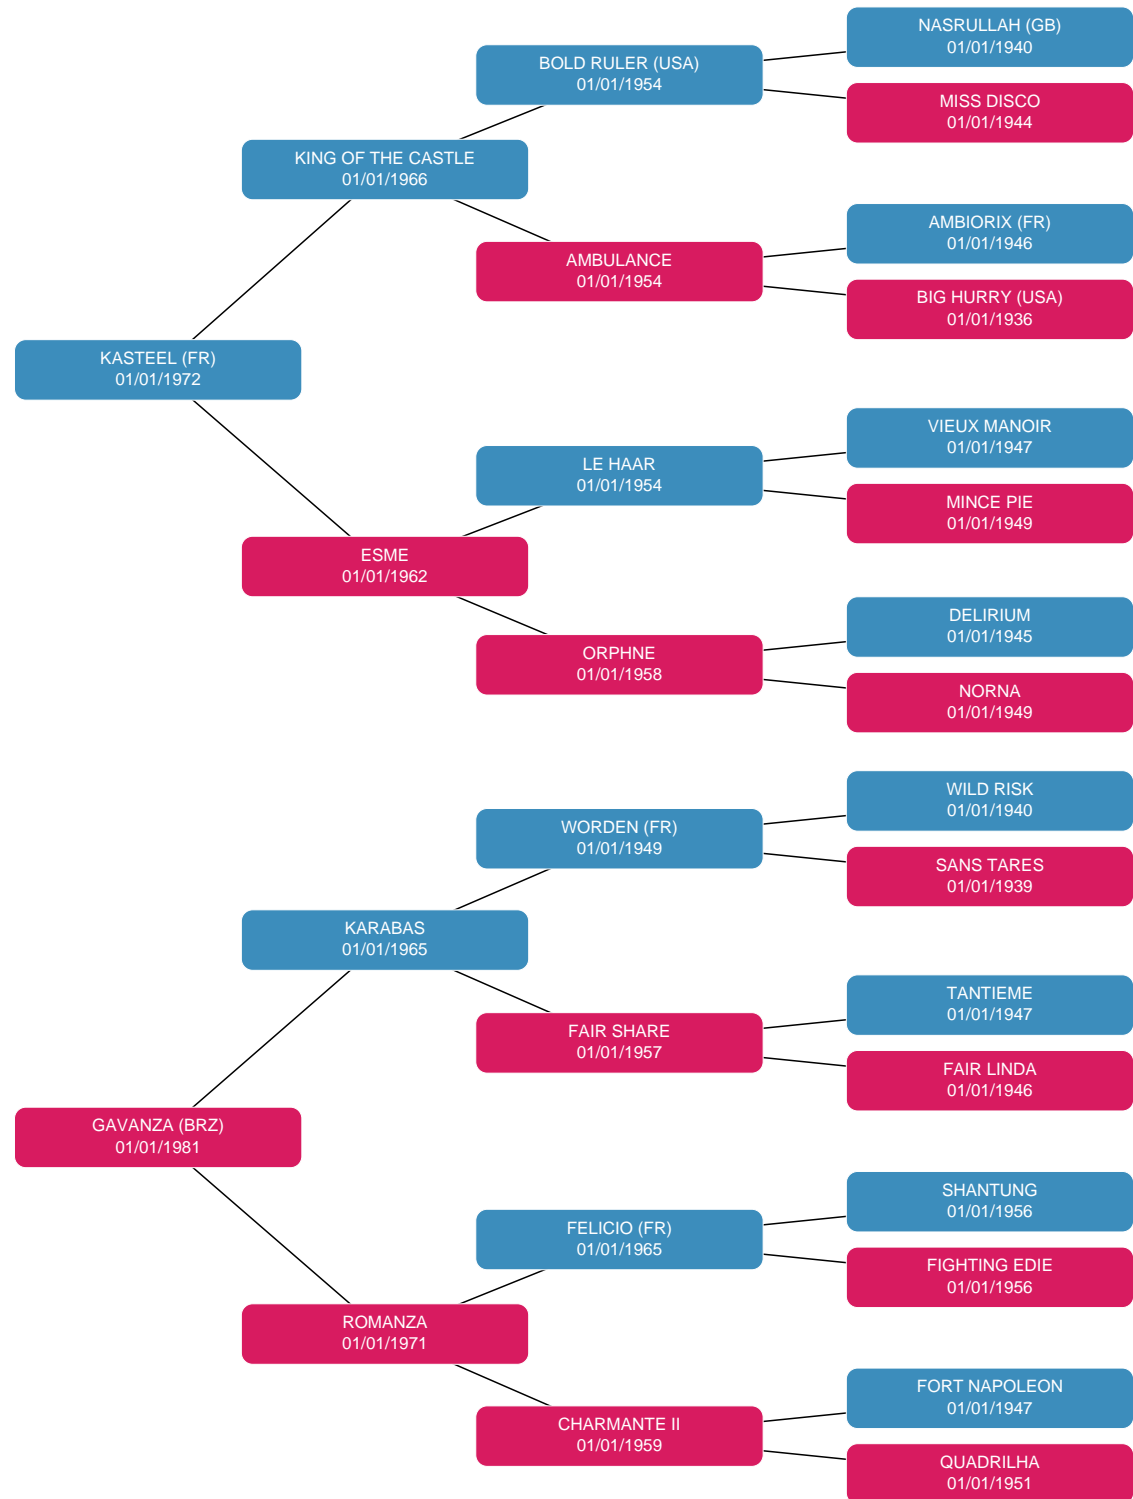 NASRULLAH (GB)
01/01/1940
BOLD RULER (USA)
01/01/1954
MISS DISCO
01/01/1944
KING OF THE CASTLE
01/01/1966
AMBIORIX (FR)
01/01/1946
AMBULANCE
01/01/1954
BIG HURRY (USA)
01/01/1936
KASTEEL (FR)
01/01/1972
VIEUX MANOIR
01/01/1947
LE HAAR
01/01/1954
MINCE PIE
01/01/1949
ESME
01/01/1962
DELIRIUM
01/01/1945
ORPHNE
01/01/1958
NORNA
01/01/1949
WILD RISK
01/01/1940
WORDEN (FR)
01/01/1949
SANS TARES
01/01/1939
KARABAS
01/01/1965
TANTIEME
01/01/1947
FAIR SHARE
01/01/1957
FAIR LINDA
01/01/1946
GAVANZA (BRZ)
01/01/1981
SHANTUNG
01/01/1956
FELICIO (FR)
01/01/1965
FIGHTING EDIE
01/01/1956
ROMANZA
01/01/1971
FORT NAPOLEON
01/01/1947
CHARMANTE II
01/01/1959
QUADRILHA
01/01/1951